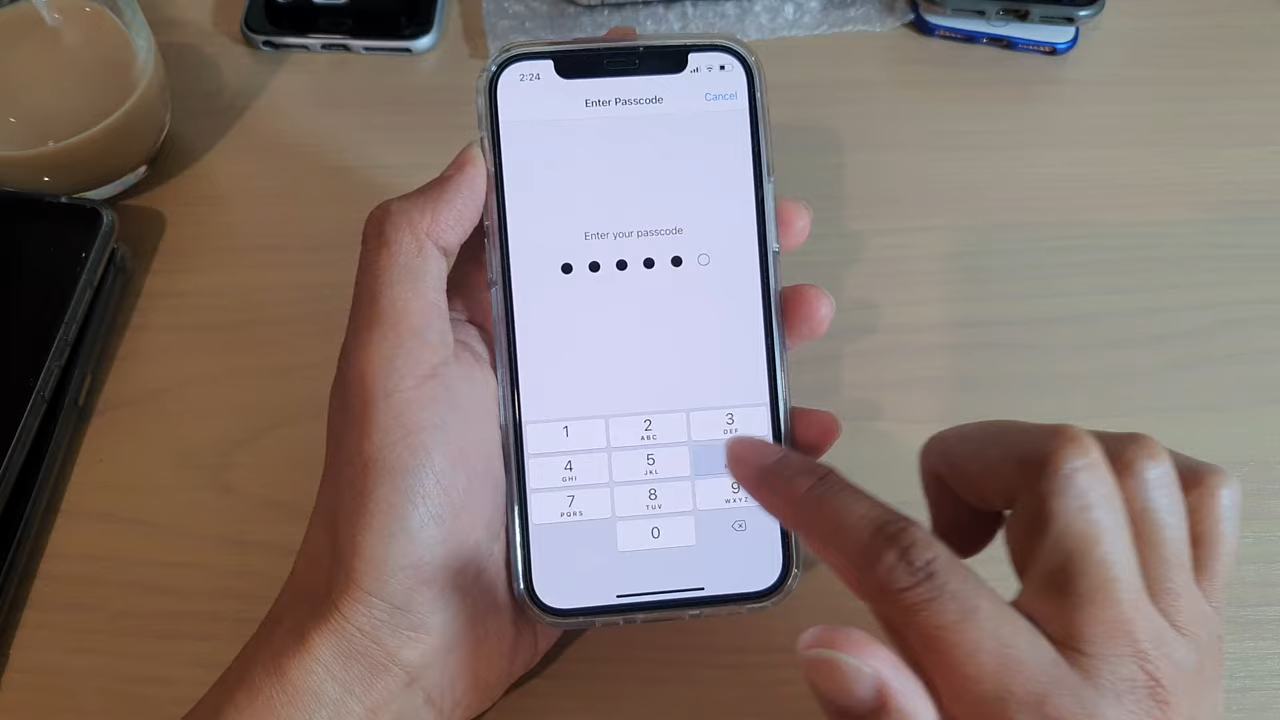 2:24
Enter Passcode
Cancel
Enter your passcode
1
2
ABC
3
DEF
4
GHI
5
JKL
7
PQRS
8
TUV
9
WXYZ
0